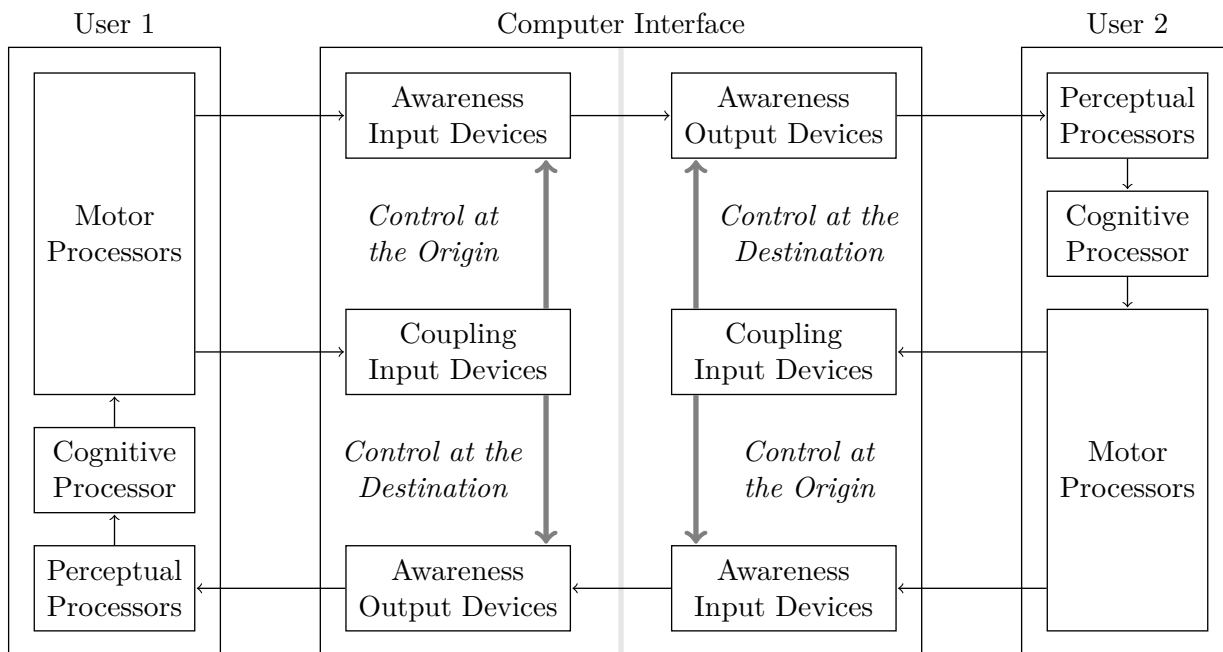 User 1
Computer Interface
User 2
Motor
Processors
Cognitive
Processor
Perceptual
Processors
Awareness
Input Devices
Control at
the Origin
Coupling
Input Devices
Control at the
Destination
Awareness
Output Devices
Awareness
Output Devices
Control at the
Destination
Coupling
Input Devices
Control at
the Origin
Awareness
Input Devices
Perceptual
Processors
Cognitive
Processor
Motor
Processors